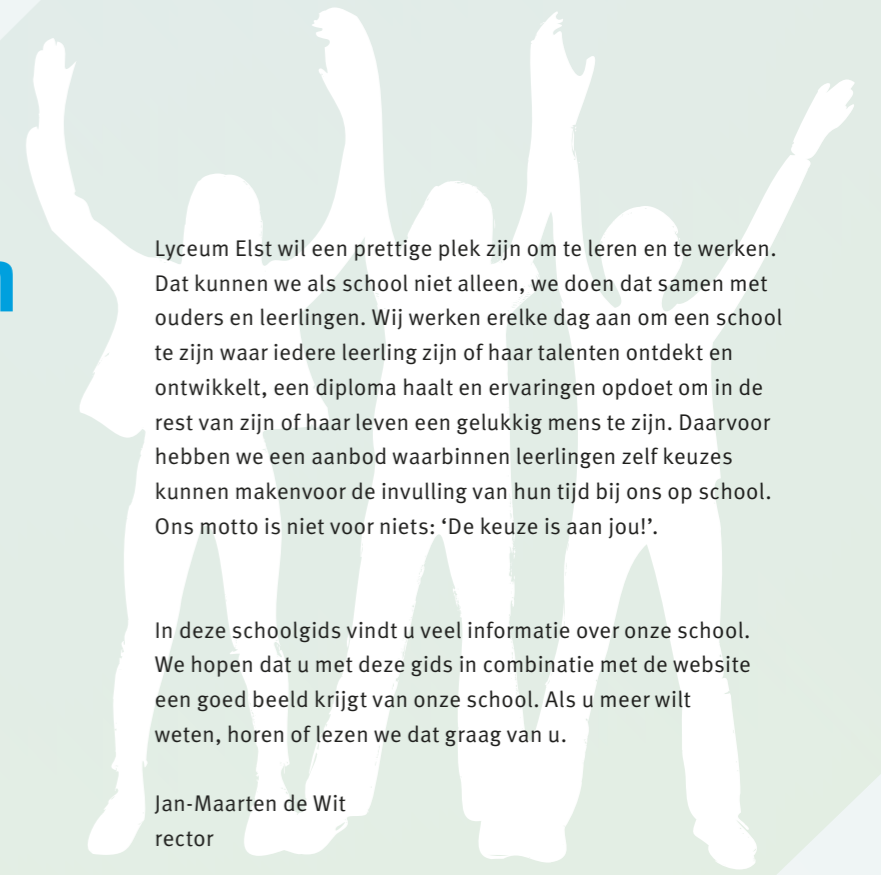 Lyceum Elst wil een prettige plek zijn om te leren en te werken.
Dat kunnen we als school niet alleen, we doen dat samen met
ouders en leerlingen. Wij werken erelke dag aan om een school
te zijn waar iedere leerling zijn of haar talenten ontdekt en
ontwikkelt, een diploma haalt en ervaringen opdoet om in de
rest van zijn of haar leven een gelukkig mens te zijn. Daarvoor
hebben we een aanbod waarbinnen leerlingen zelf keuzes
kunnen makenvoor de invulling van hun tijd bij ons op school.
Ons motto is niet voor niets: ‘De keuze is aan jou!’.
In deze schoolgids vindt u veel informatie over onze school.
We hopen dat u met deze gids in combinatie met de website
een goed beeld krijgt van onze school. Als u meer wilt
weten, horen of lezen we dat graag van u.
Jan-Maarten de Wit
rector